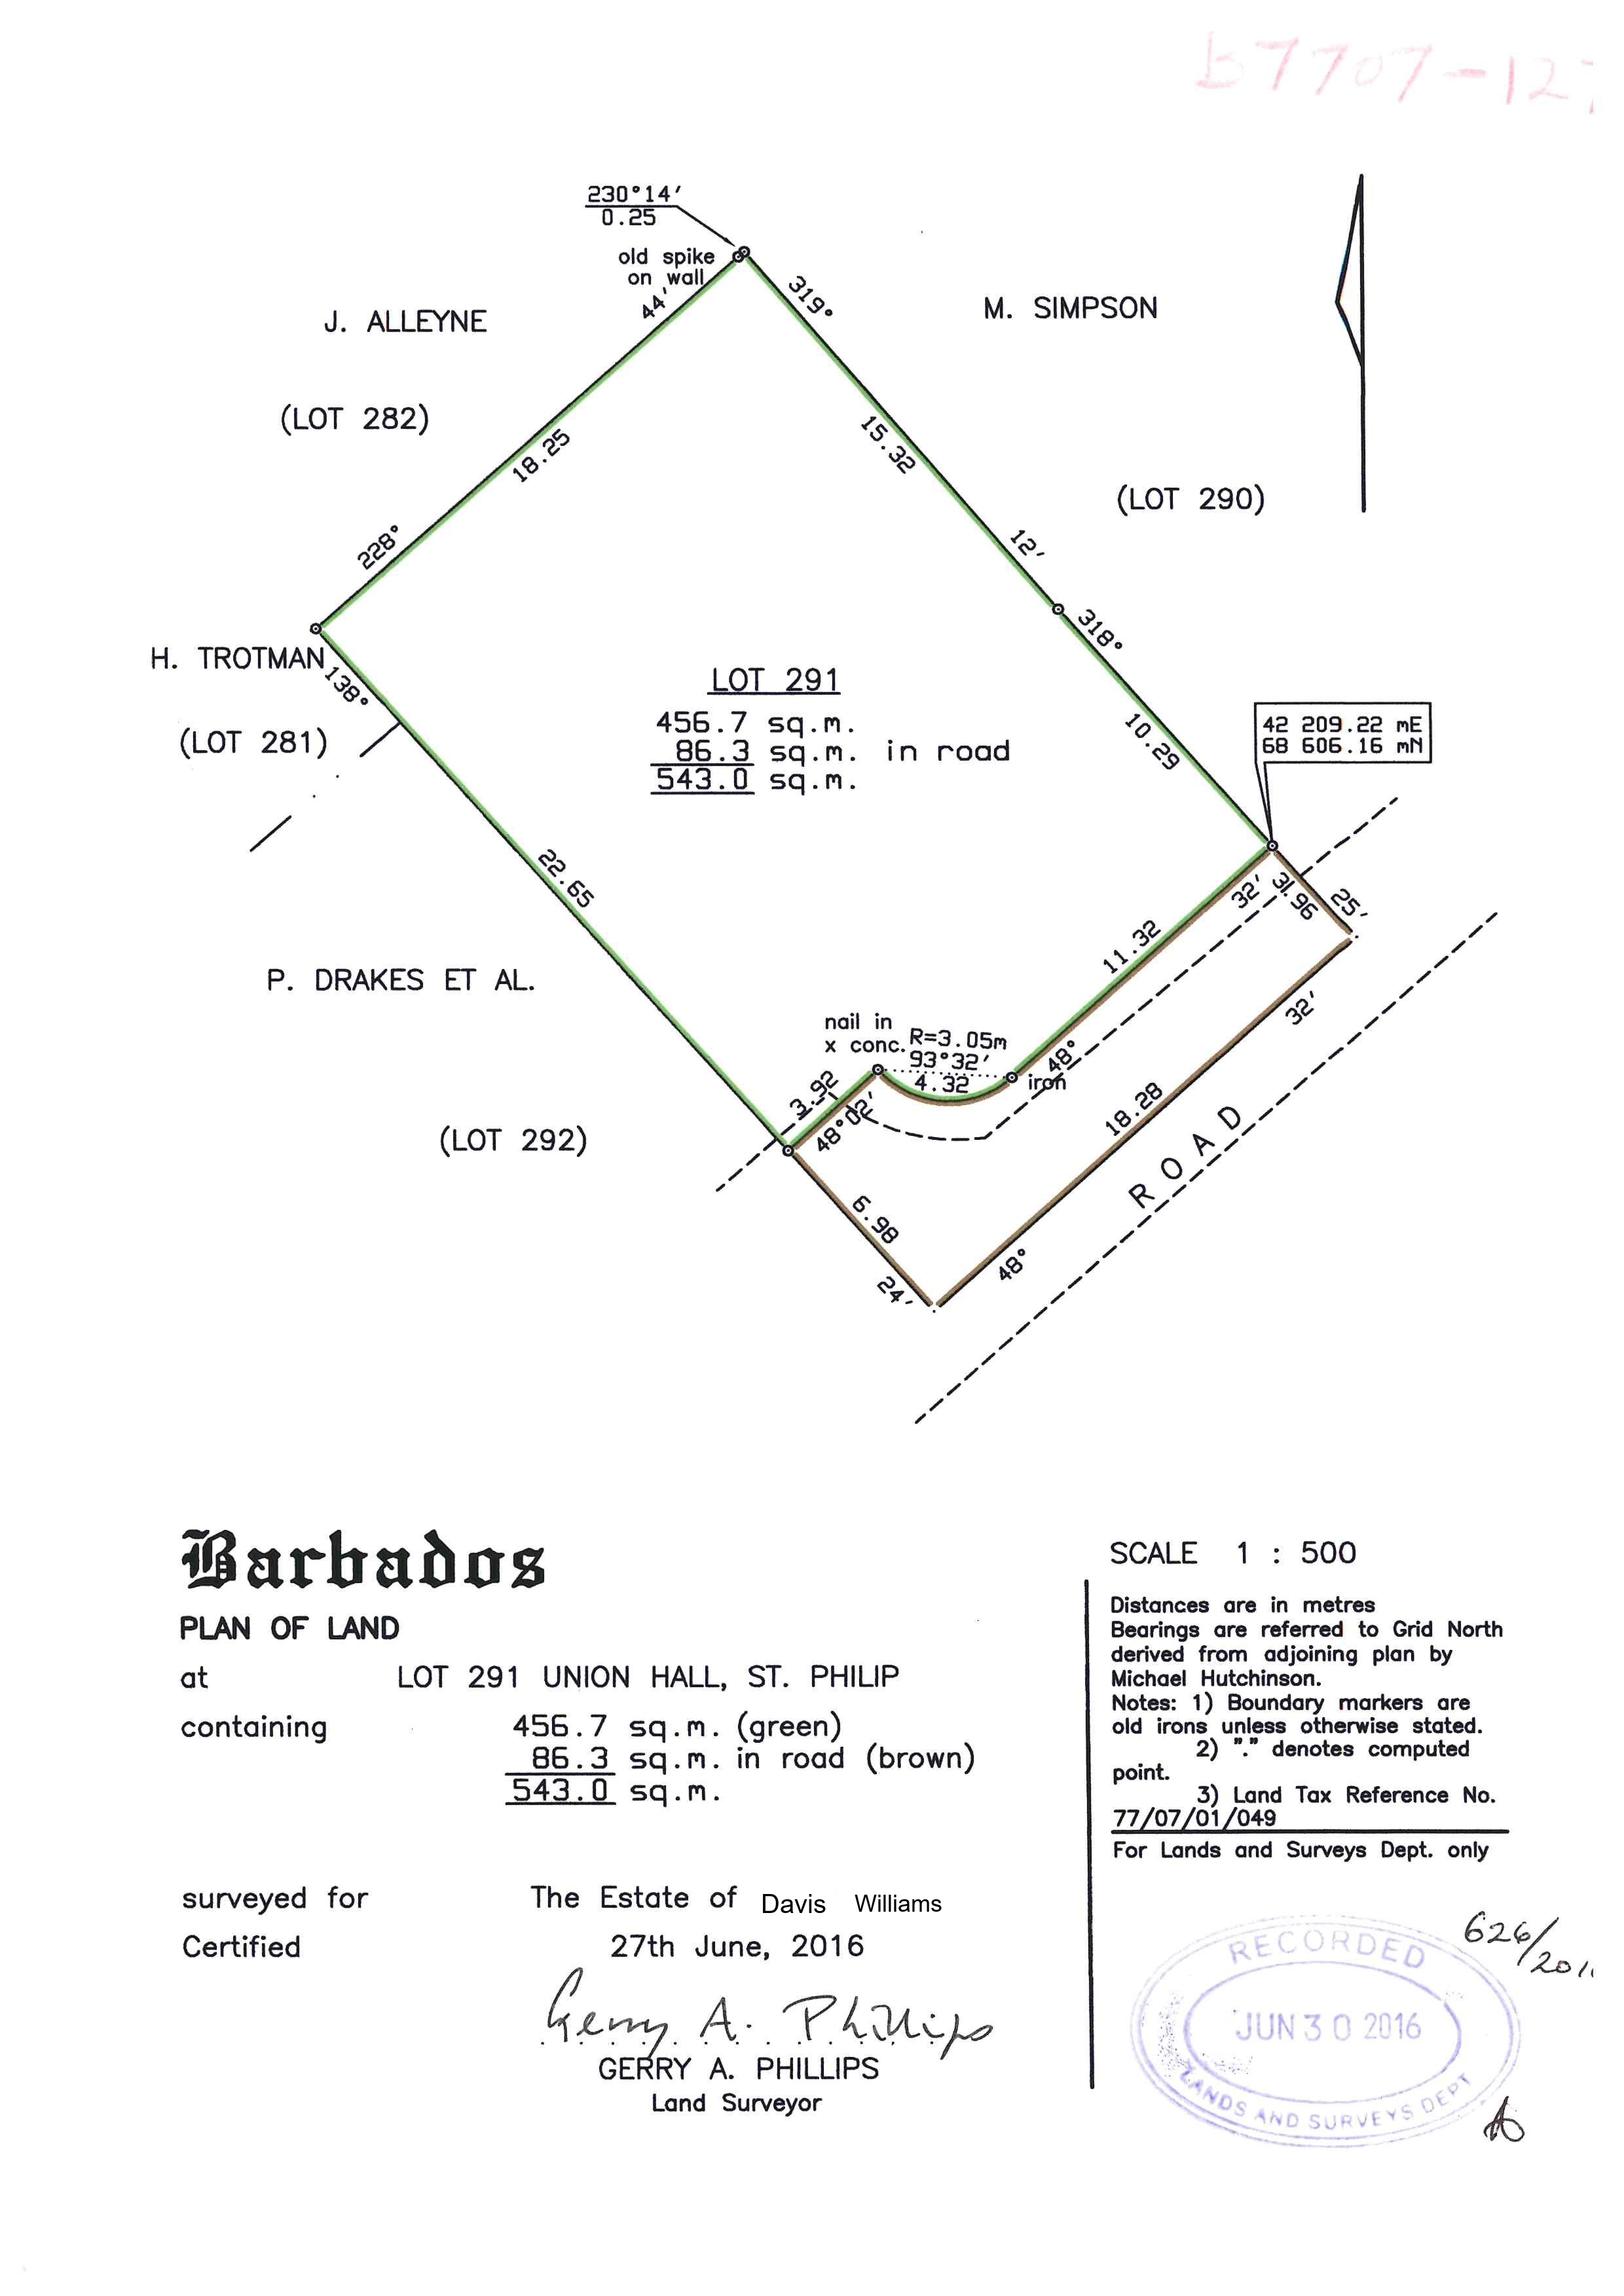 b7707-127
230°14'
0.25
old spike
on wall
44'
319°
J. ALLEYNE
M. SIMPSON
(LOT 282)
18.25
15.32
(LOT 290)
228°
12'
318°
H. TROTMAN
138°
(LOT 281)
LOT 291
456.7 sq.m.
86.3 sq.m. in road
543.0 sq.m.
10.29
42 209.22 mE
68 606.16 mN
22.65
32'
3.96
25'
11.32
P. DRAKES ET AL.
32'
nail in
x conc.
R=3.05m
93°32'
4.32
48°
iron
3.92
48°02'
18.28
(LOT 292)
ROAD
6.98
48°
24'
Barbados
PLAN OF LAND
at LOT 291 UNION HALL, ST. PHILIP
containing 456.7 sq.m. (green)
86.3 sq.m. in road (brown)
543.0 sq.m.
surveyed for The Estate of Davis Williams
Certified 27th June, 2016
Gerry A. Phillips
GERRY A. PHILLIPS
Land Surveyor
SCALE 1 : 500
Distances are in metres
Bearings are referred to Grid North
derived from adjoining plan by
Michael Hutchinson.
Notes: 1) Boundary markers are
old irons unless otherwise stated.
2) "." denotes computed
point.
3) Land Tax Reference No.
77/07/01/049
For Lands and Surveys Dept. only
626/201
RECORDED
JUN 30 2016
LANDS AND SURVEYS DEPT